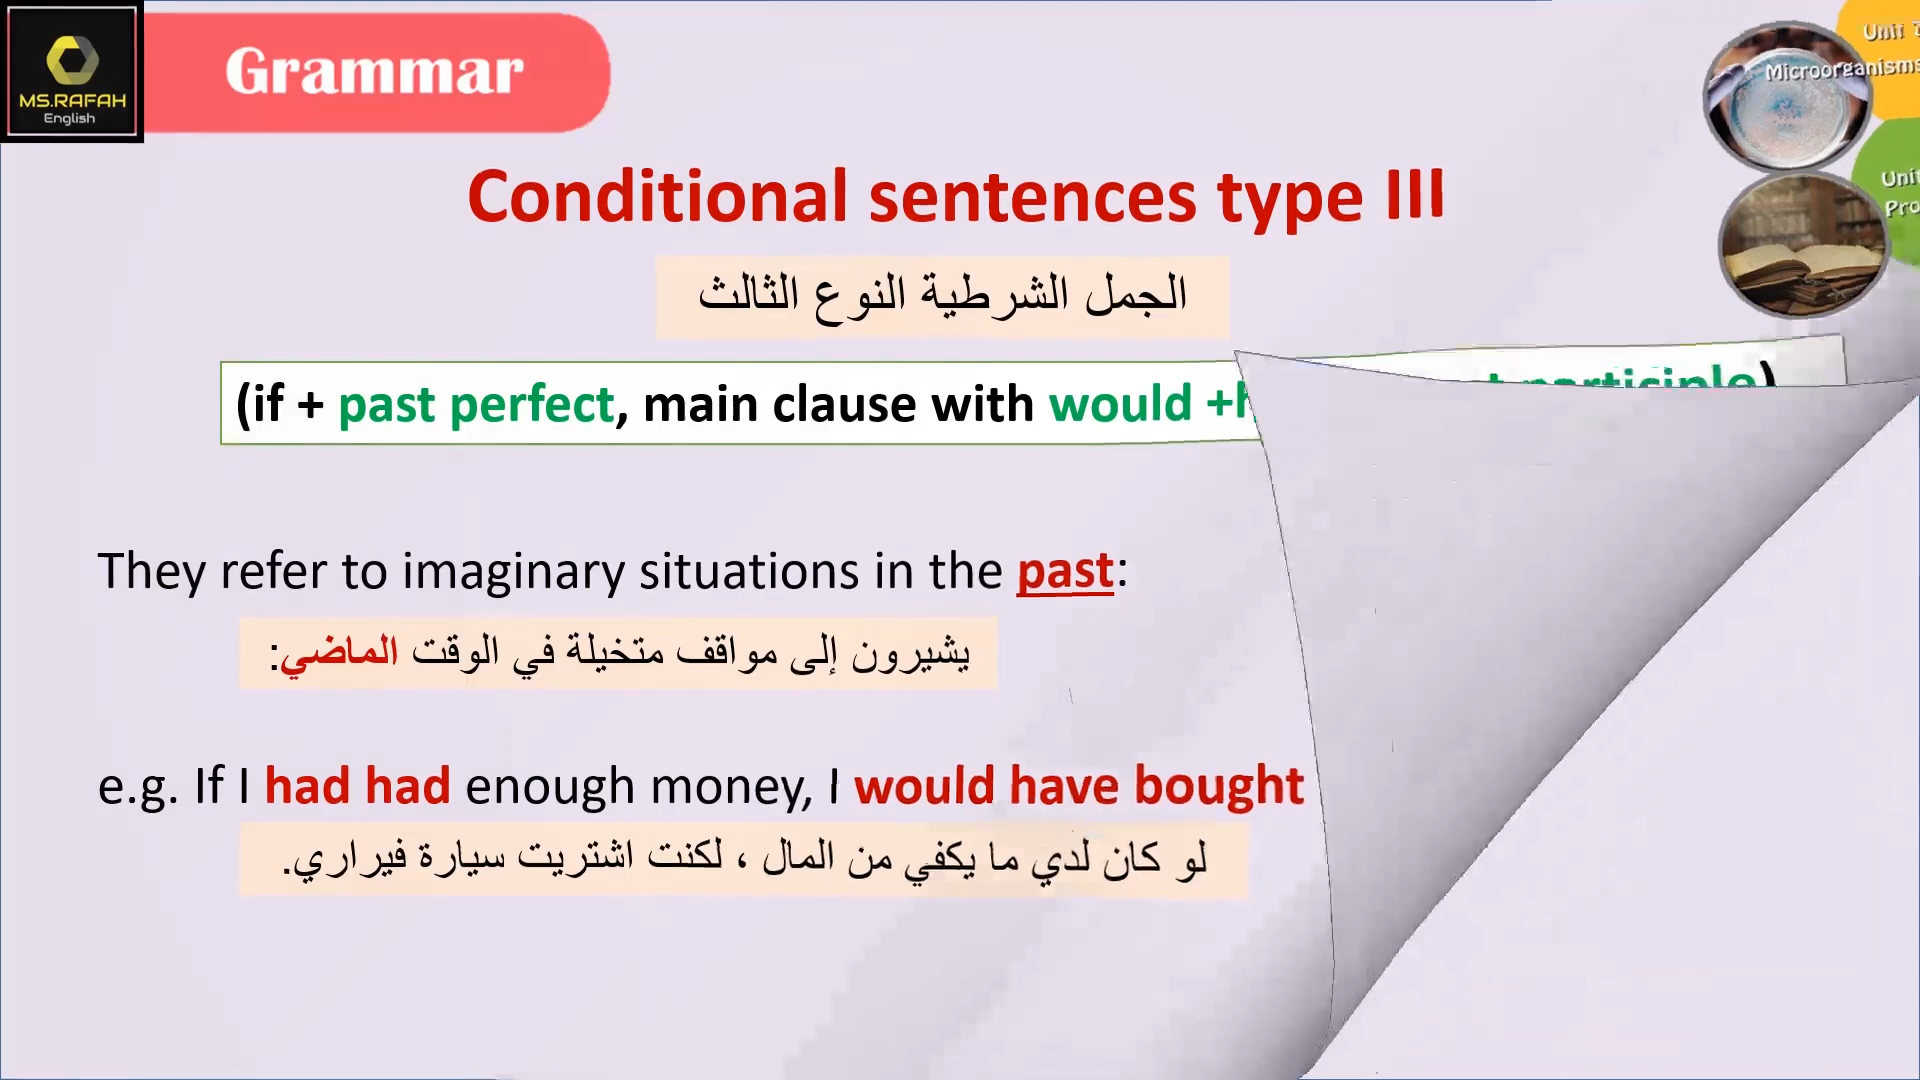 MS.RAFAH
English
Grammar
Unit
Microorganisms
Unit
Conditional sentences type III
الجمل الشرطية النوع الثالث
(if + past perfect, main clause with would + participle)
They refer to imaginary situations in the past:
يشيرون إلى مواقف متخيلة في الوقت الماضي:
e.g. If I had had enough money, I would have bought
لو كان لدي ما يكفي من المال ، لكنت اشتريت سيارة فيراري.